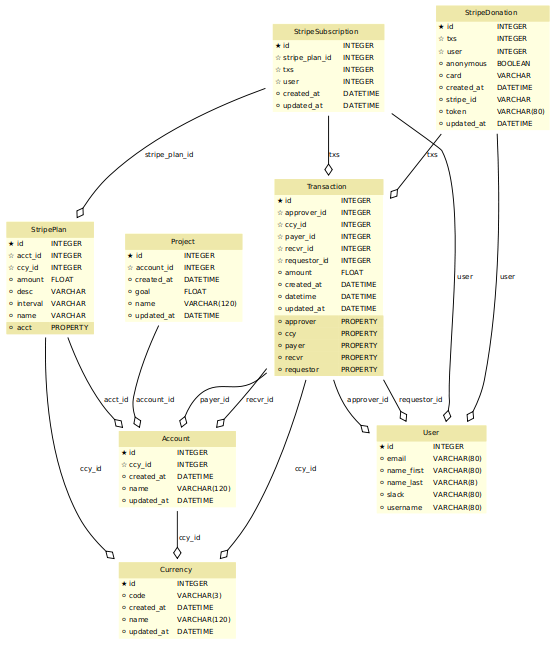 StripeDonation
★ id INTEGER
☆ txs INTEGER
☆ user INTEGER
o anonymous BOOLEAN
o card VARCHAR
o created_at DATETIME
o stripe_id VARCHAR
o token VARCHAR(80)
o updated_at DATETIME
StripeSubscription
★ id INTEGER
☆ stripe_plan_id INTEGER
☆ txs INTEGER
☆ user INTEGER
o created_at DATETIME
o updated_at DATETIME
stripe_plan_id
txs
txs
Transaction
★ id INTEGER
☆ approver_id INTEGER
☆ ccy_id INTEGER
☆ payer_id INTEGER
☆ recvr_id INTEGER
☆ requestor_id INTEGER
o amount FLOAT
o created_at DATETIME
o datetime DATETIME
o updated_at DATETIME
o approver PROPERTY
o ccy PROPERTY
o payer PROPERTY
o recvr PROPERTY
o requestor PROPERTY
StripePlan
★ id INTEGER
☆ acct_id INTEGER
☆ ccy_id INTEGER
o amount FLOAT
o desc VARCHAR
o interval VARCHAR
o name VARCHAR
o acct PROPERTY
Project
★ id INTEGER
☆ account_id INTEGER
o created_at DATETIME
o goal FLOAT
o name VARCHAR(120)
o updated_at DATETIME
user
user
acct_id
account_id
payer_id
recvr_id
approver_id
requestor_id
Account
★ id INTEGER
☆ ccy_id INTEGER
o created_at DATETIME
o name VARCHAR(120)
o updated_at DATETIME
User
★ id INTEGER
o email VARCHAR(80)
o name_first VARCHAR(80)
o name_last VARCHAR(8)
o slack VARCHAR(80)
o username VARCHAR(80)
ccy_id
ccy_id
ccy_id
Currency
★ id INTEGER
o code VARCHAR(3)
o created_at DATETIME
o name VARCHAR(120)
o updated_at DATETIME